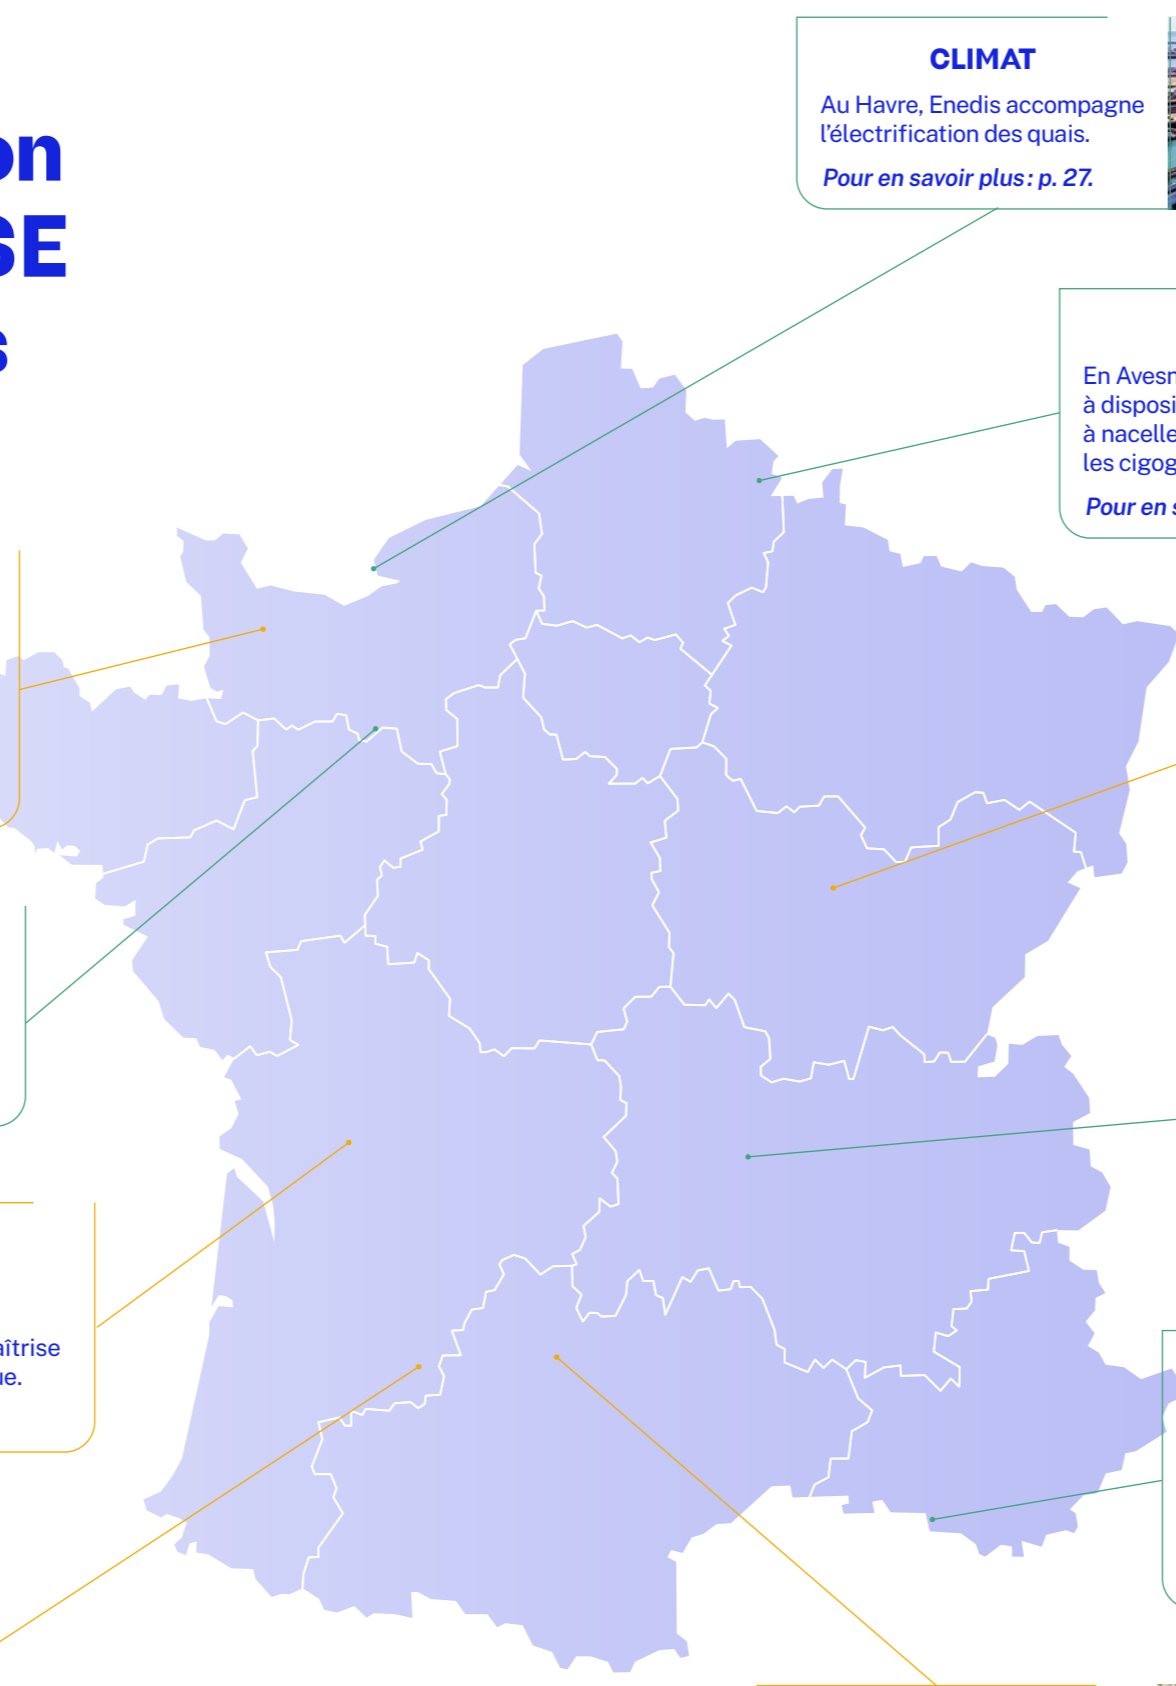 on
SE
s
CLIMAT
Au Havre, Enedis accompagne
l'électrification des quais.
Pour en savoir plus : p. 27.
En Avesn
à disposi
à nacelle
les cigog
Pour en s
aîtrise
ue.